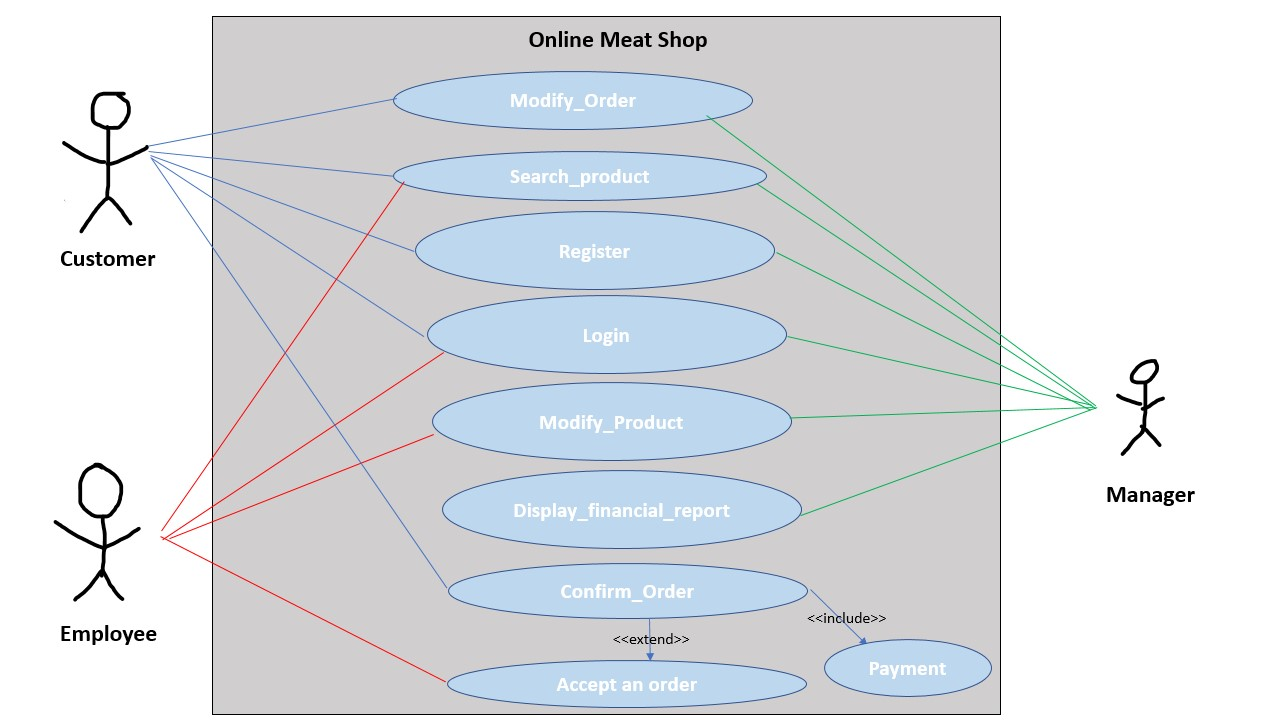 Online Meat Shop
Modify_Order
Search_product
Register
Customer
Login
Modify_Product
Manager
Display_financial_report
Confirm_Order
<<include>>
Employee
<<extend>>
Payment
Accept an order